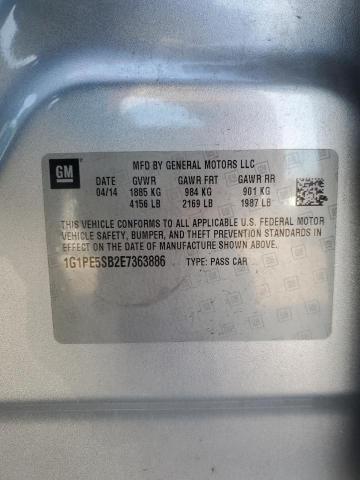 GM
MFD BY GENERAL MOTORS LLC
DATE GVWR GAWR FRT GAWR RR
04/14 1885 KG 984 KG 901 KG
4156 LB 2169 LB 1987 LB
THIS VEHICLE CONFORMS TO ALL APPLICABLE U.S. FEDERAL MOTOR
VEHICLE SAFETY, BUMPER, AND THEFT PREVENTION STANDARDS
IN EFFECT ON THE DATE OF MANUFACTURE SHOWN ABOVE.
1G1PE5SB2E7363886 TYPE: PASS CAR